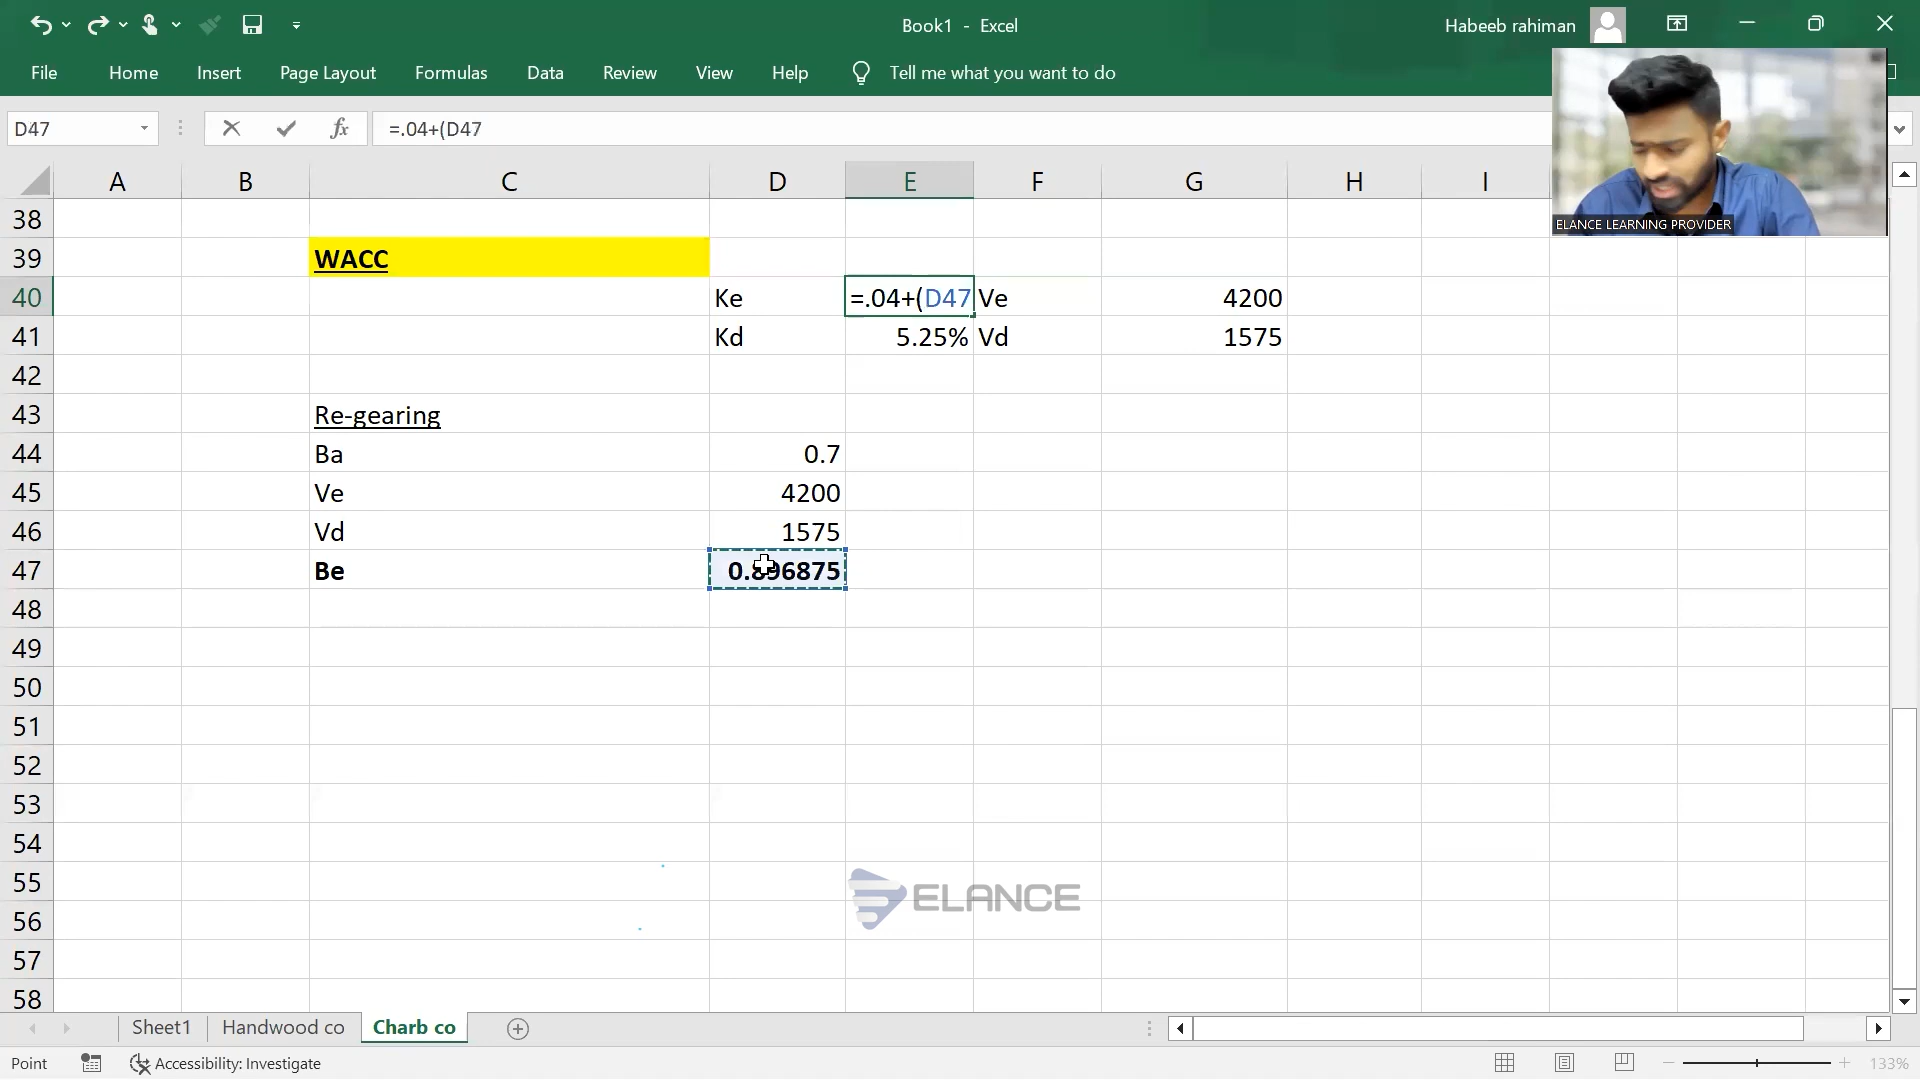 Book1 - Excel
Habeeb rahiman
File Home Insert Page Layout Formulas Data Review View Help Tell me what you want to do
D47 fx =.04+(D47
ELANCE LEARNING PROVIDER
A B C D E F G H I
38
39 WACC
40 Ke =.04+(D47 Ve 4200
41 Kd 5.25% Vd 1575
42
43 Re-gearing
44 Ba 0.7
45 Ve 4200
46 Vd 1575
47 Be 0.896875
48
49
50
51
52
53
54
55
ELANCE
56
57
58
Sheet1 Handwood co Charb co
Point Accessibility: Investigate 133%